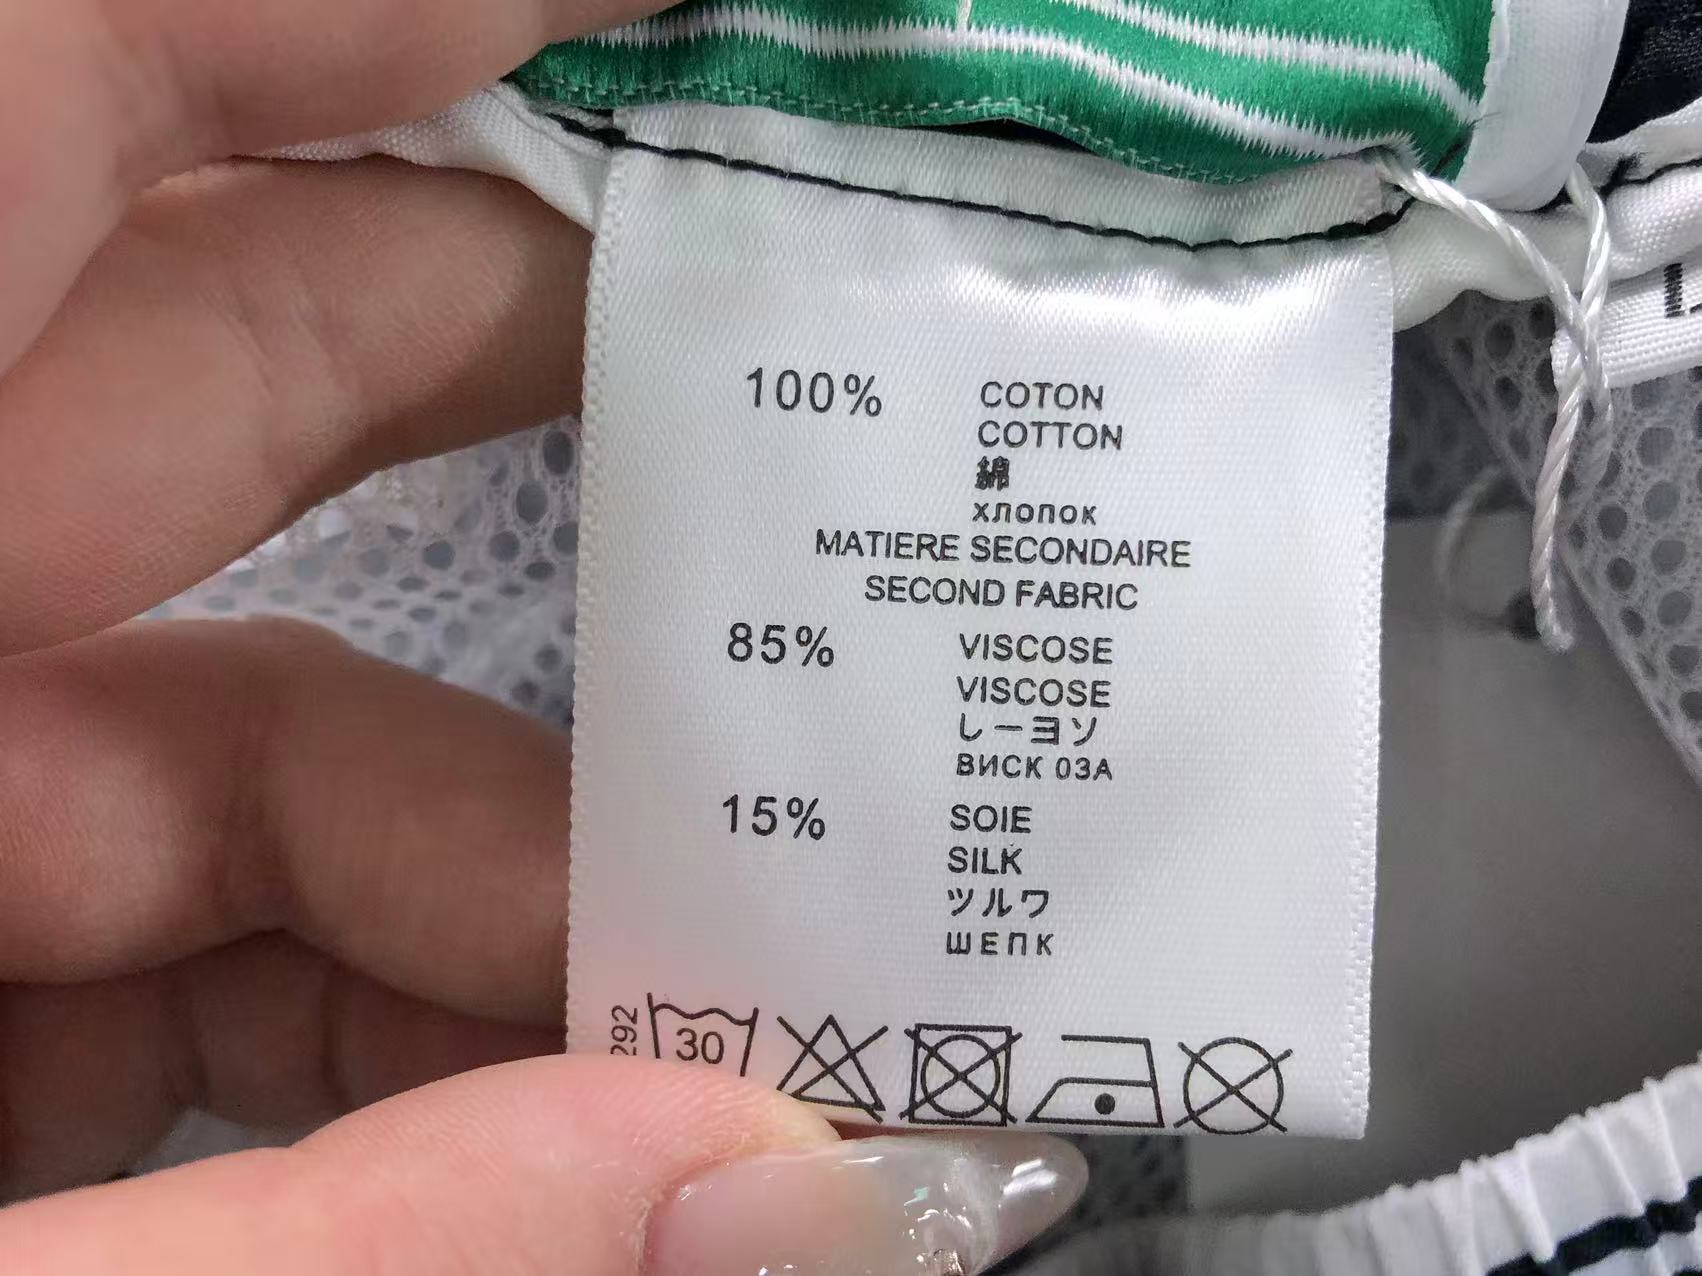 100% COTON
COTTON
綿
хлопок
MATIERE SECONDAIRE
SECOND FABRIC
85% VISCOSE
VISCOSE
しーヨソ
ВИСК 03А
15% SOIE
SILK
ツルワ
ШЕПК
292
30